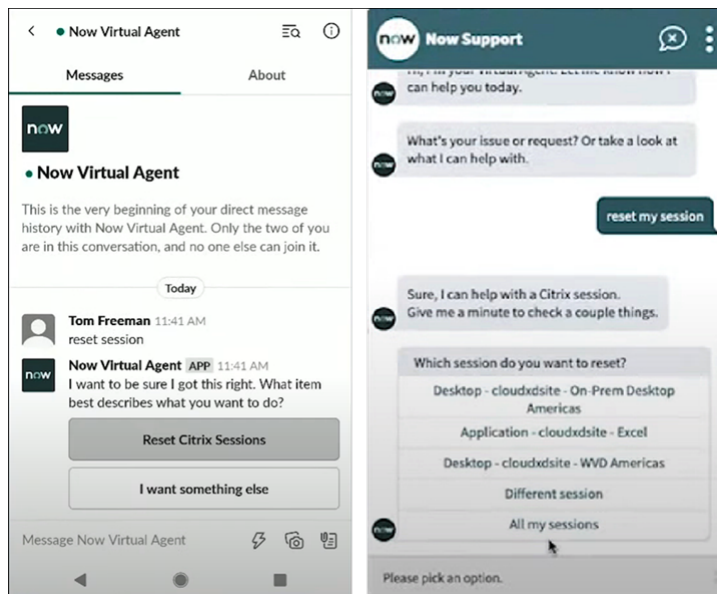 Now Virtual Agent
Messages
About
now
Now Virtual Agent
This is the very beginning of your direct message
history with Now Virtual Agent. Only the two of you
are in this conversation, and no one else can join it.
Today
Tom Freeman 11:41 AM
reset session
now
Now Virtual Agent APP 11:41 AM
I want to be sure I got this right. What item
best describes what you want to do?
Reset Citrix Sessions
I want something else
Message Now Virtual Agent
now Now Support
can help you today.
now
What's your issue or request? Or take a look at
what I can help with.
now
reset my session
Sure, I can help with a Citrix session.
Give me a minute to check a couple things.
now
Which session do you want to reset?
Desktop - cloudxdsite - On-Prem Desktop
Americas
Application - cloudxdsite - Excel
Desktop - cloudxdsite - WVD Americas
Different session
All my sessions
now
Please pick an option.